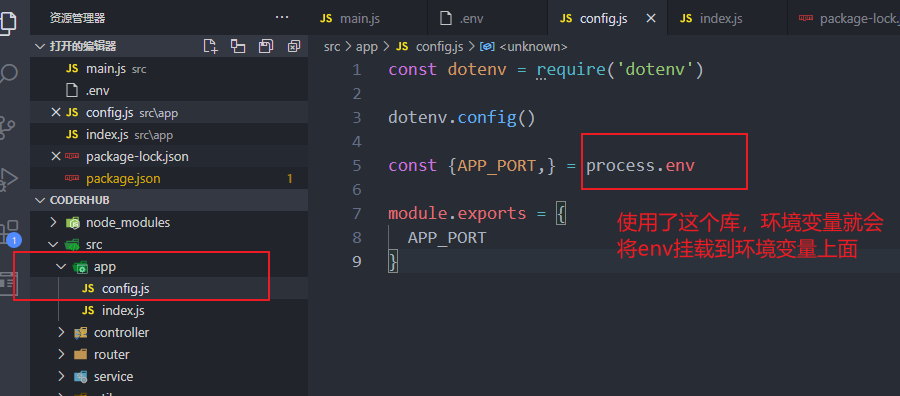 资源管理器 ···
打开的编辑器
JS main.js src
.env
JS config.js src\app
JS index.js src\app
package-lock.json
package.json 1
CODERHUB
node_modules
src
app
JS config.js
JS index.js
controller
router
service
1
JS main.js
.env
JS config.js
JS index.js
package-lock.
src > app > JS config.js > <unknown>
1 const dotenv = require('dotenv')
2
3 dotenv.config()
4
5 const {APP_PORT,} = process.env
6
7 module.exports = {
8 APP_PORT
9 }
使用了这个库，环境变量就会
将env挂载到环境变量上面